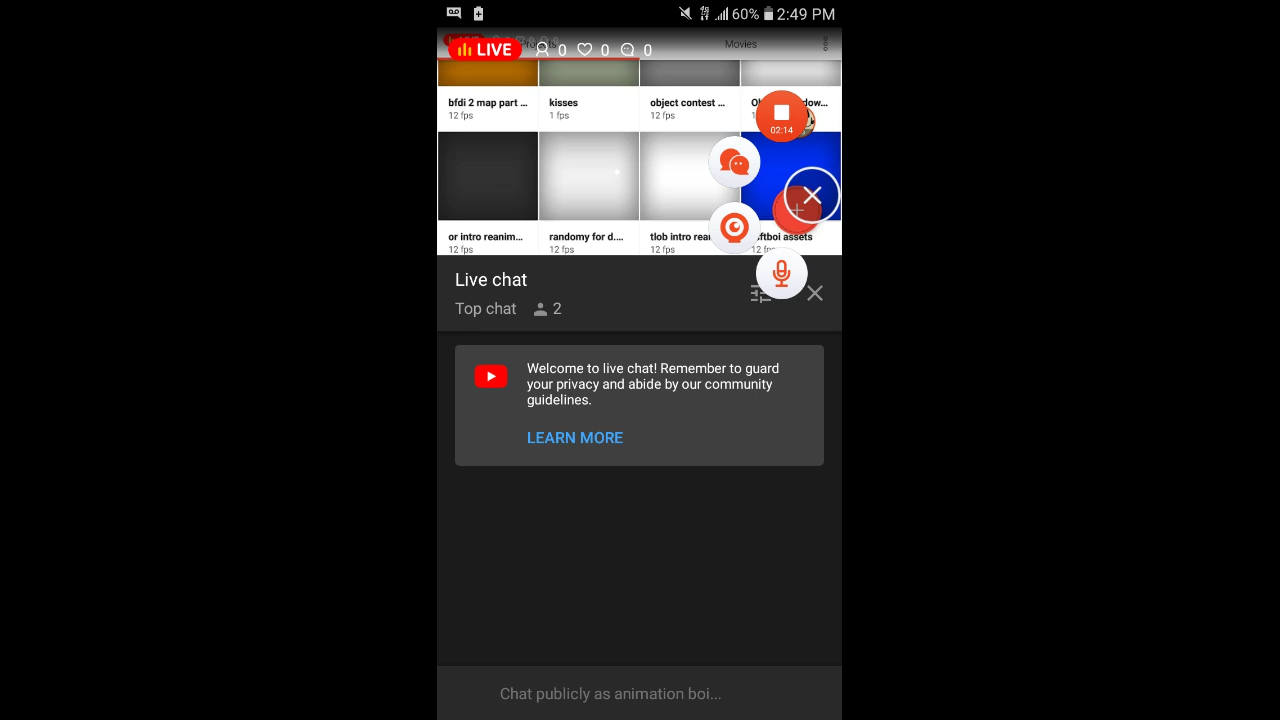 60% 2:49 PM
LIVE 0 0 0
Movies
bfdi 2 map part ...
12 fps
kisses
1 fps
object contest ...
12 fps
or intro reanim...
12 fps
randomy for d....
12 fps
tlob intro rea
12 fps
ftboi assets
12 f
02:14
Live chat
Top chat 2
Welcome to live chat! Remember to guard
your privacy and abide by our community
guidelines.
LEARN MORE
Chat publicly as animation boi...